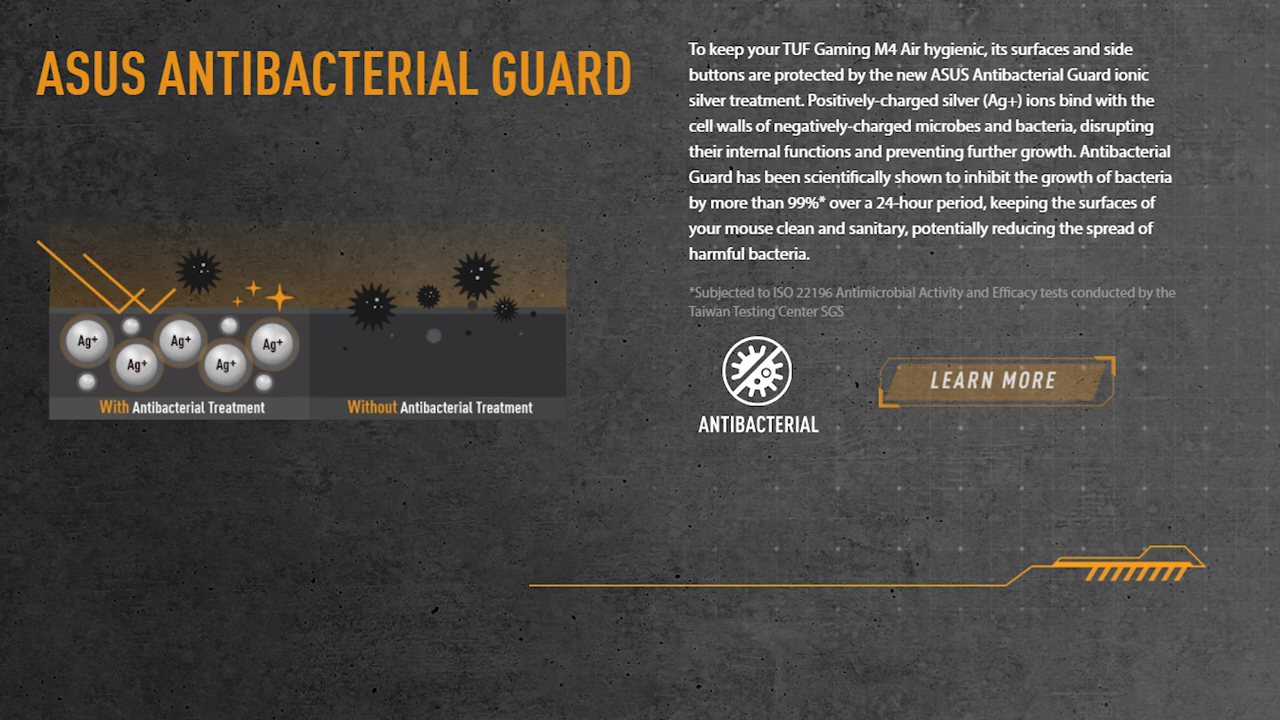 ASUS ANTIBACTERIAL GUARD
To keep your TUF Gaming M4 Air hygienic, its surfaces and side
buttons are protected by the new ASUS Antibacterial Guard ionic
silver treatment. Positively-charged silver (Ag+) ions bind with the
cell walls of negatively-charged microbes and bacteria, disrupting
their internal functions and preventing further growth. Antibacterial
Guard has been scientifically shown to inhibit the growth of bacteria
by more than 99%* over a 24-hour period, keeping the surfaces of
your mouse clean and sanitary, potentially reducing the spread of
harmful bacteria.
*Subjected to ISO 22196 Antimicrobial Activity and Efficacy tests conducted by the
Taiwan Testing Center SGS
Ag+
Ag+
Ag+
Ag+
Ag+
With Antibacterial Treatment
Without Antibacterial Treatment
ANTIBACTERIAL
LEARN MORE